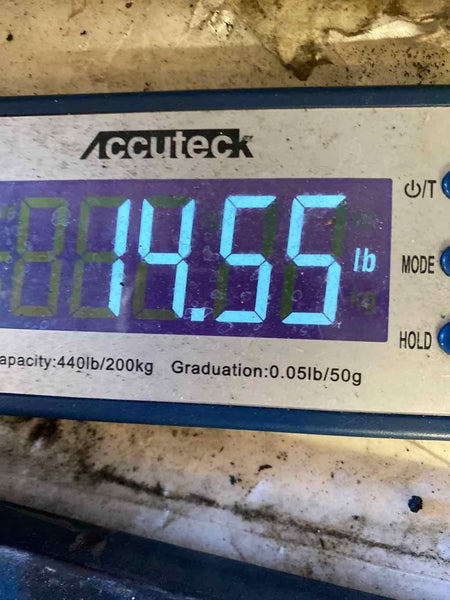 Accuteck
14.55 lb
⏻/T
MODE
HOLD
apacity:440lb/200kg Graduation:0.05lb/50g